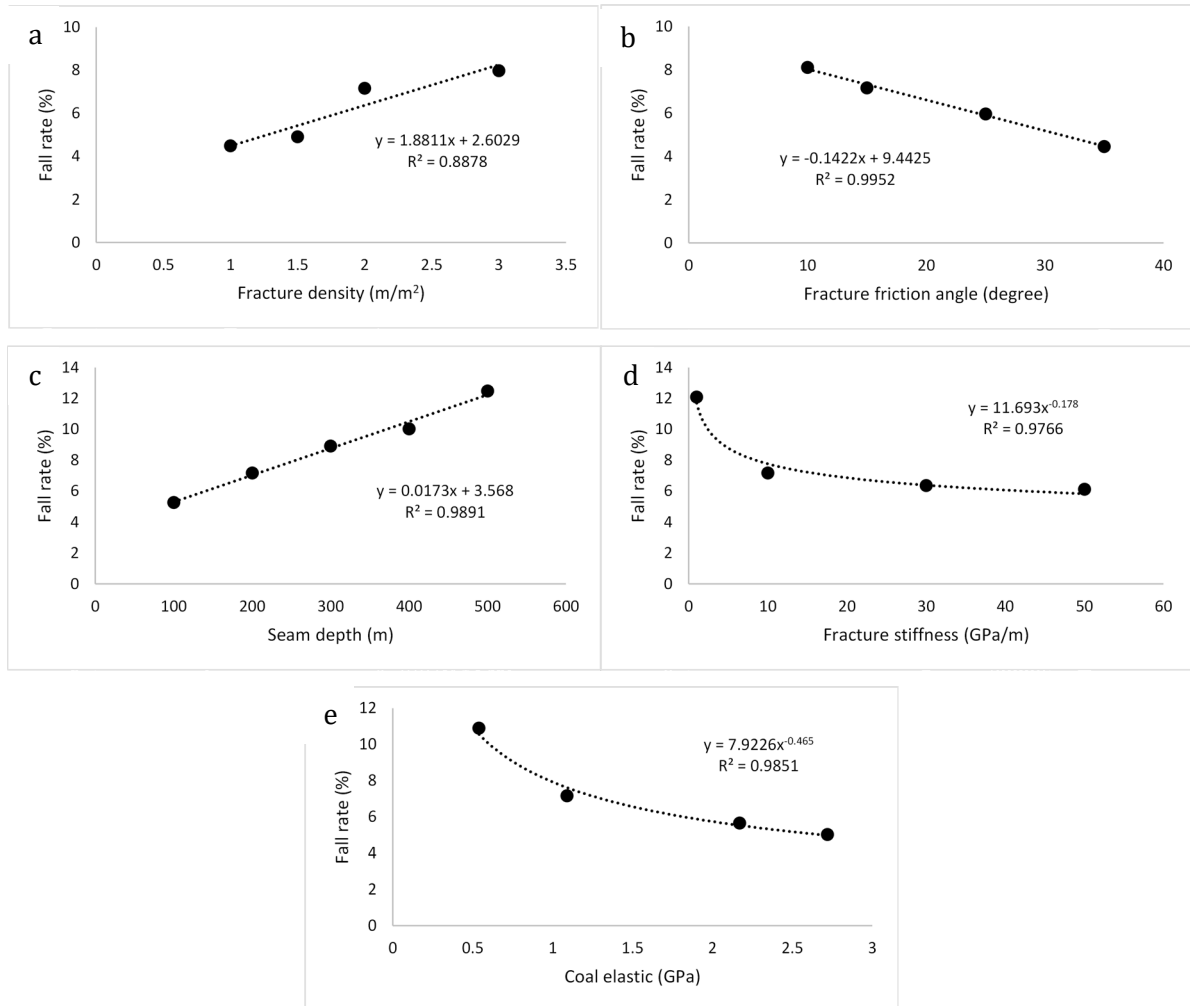 a
10
8
6
4
2
0
Fall rate (%)
y = 1.8811x + 2.6029
R² = 0.8878
0 0.5 1 1.5 2 2.5 3 3.5
Fracture density (m/m²)
b
10
8
6
4
2
0
Fall rate (%)
y = -0.1422x + 9.4425
R² = 0.9952
0 10 20 30 40
Fracture friction angle (degree)
c
14
12
10
8
6
4
2
0
Fall rate (%)
y = 0.0173x + 3.568
R² = 0.9891
0 100 200 300 400 500 600
Seam depth (m)
d
14
12
10
8
6
4
2
0
Fall rate (%)
y = 11.693x⁻⁰·¹⁷⁸
R² = 0.9766
0 10 20 30 40 50 60
Fracture stiffness (GPa/m)
e
12
10
8
6
4
2
0
Fall rate (%)
y = 7.9226x⁻⁰·⁴⁶⁵
R² = 0.9851
0 0.5 1 1.5 2 2.5 3
Coal elastic (GPa)